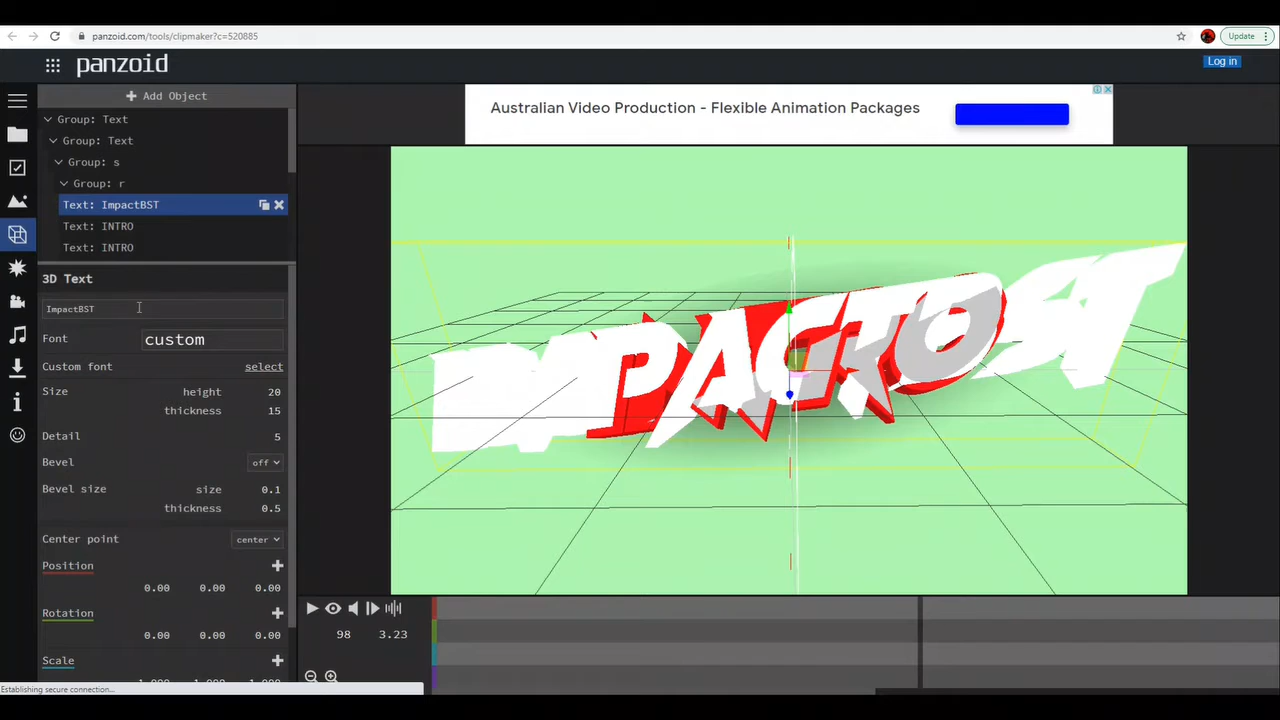 panzoid.com/tools/clipmaker?c=520885
Update
panzoid
Log in
Add Object
Group: Text
Group: Text
Group: s
Group: r
Text: ImpactBST
Text: INTRO
Text: INTRO
3D Text
ImpactBST
Font custom
Custom font select
Size height 20
thickness 15
Detail 5
Bevel off
Bevel size size 0.1
thickness 0.5
Center point center
Position
0.00 0.00 0.00
Rotation
0.00 0.00 0.00
Scale
Establishing secure connection...
Australian Video Production - Flexible Animation Packages
98 3.23